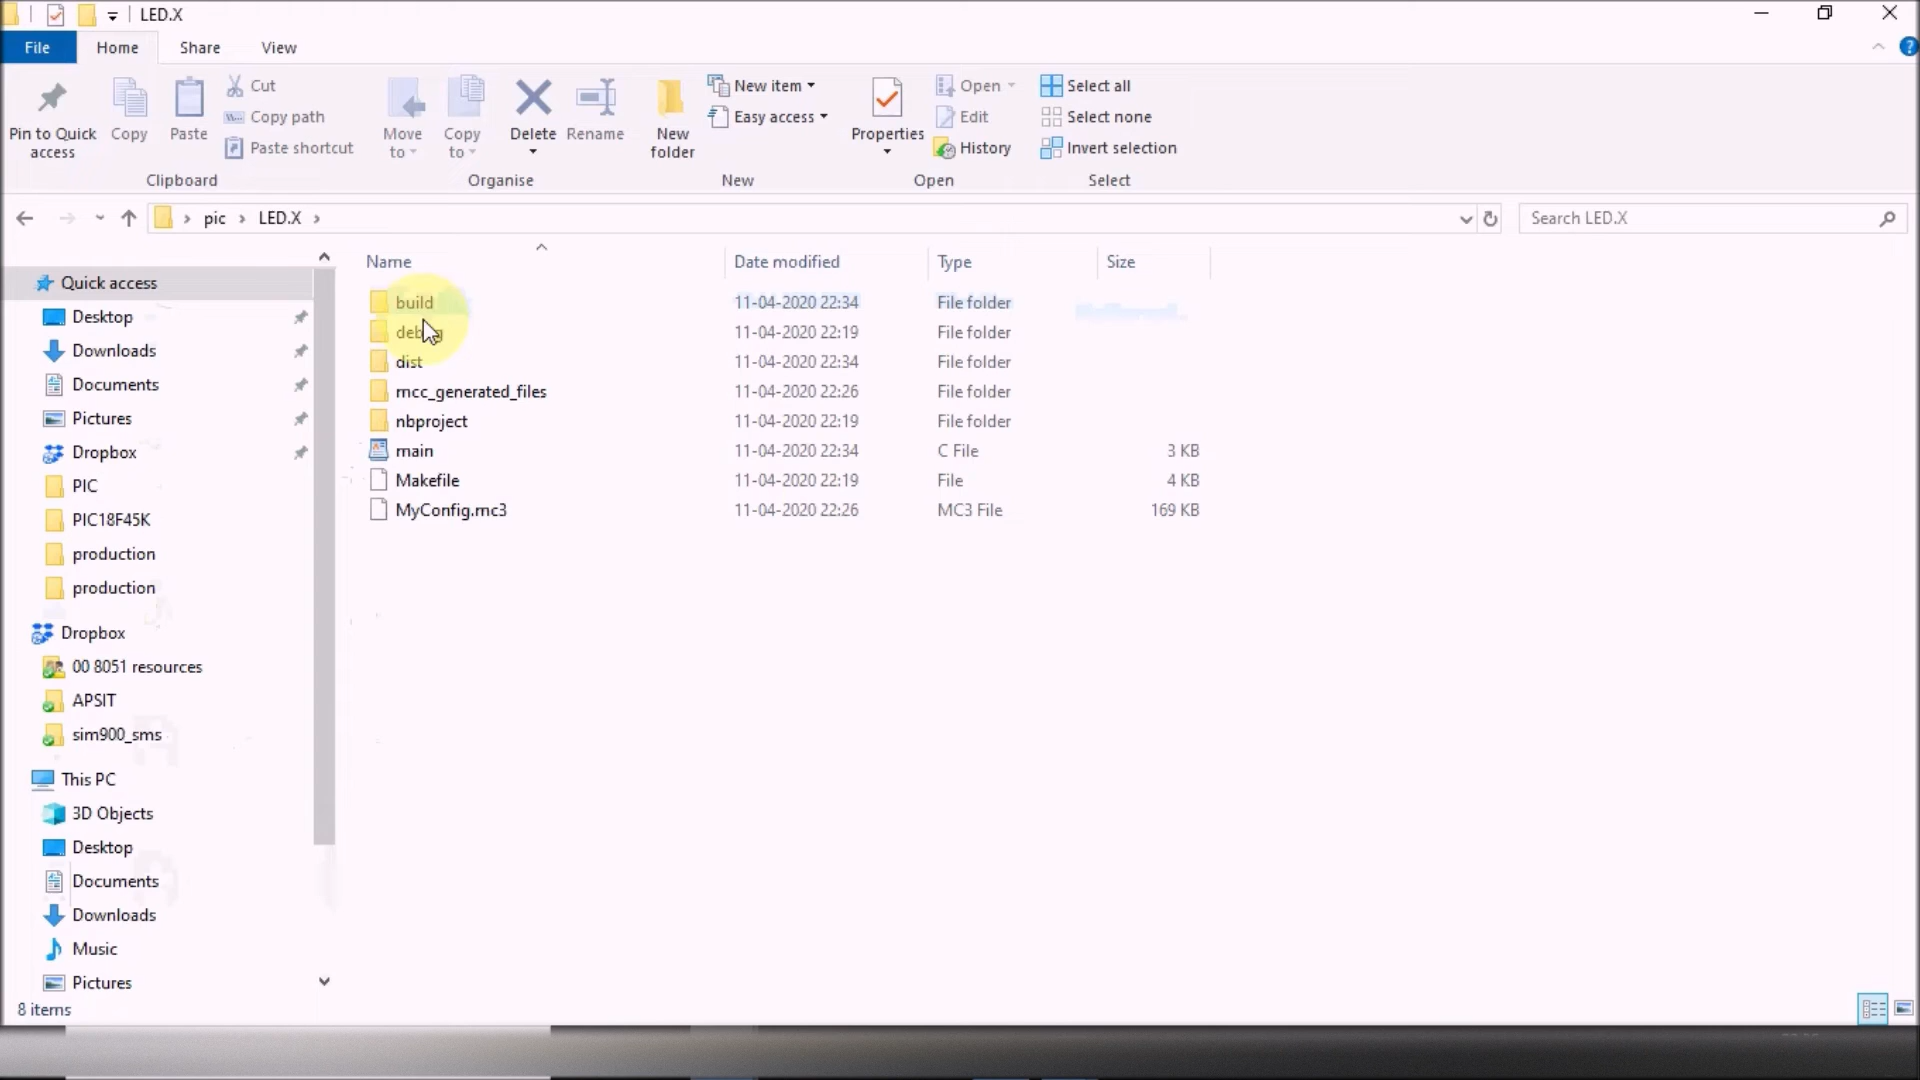 LED.X
File Home Share View
Pin to Quick access
Copy
Paste
Cut
Copy path
Paste shortcut
Move to
Copy to
Delete
Rename
New folder
New item
Easy access
Properties
Open
Edit
History
Select all
Select none
Invert selection
Clipboard Organise New Open Select
pic LED.X
Search LED.X
Name Date modified Type Size
build 11-04-2020 22:34 File folder
debug 11-04-2020 22:19 File folder
dist 11-04-2020 22:34 File folder
mcc_generated_files 11-04-2020 22:26 File folder
nbproject 11-04-2020 22:19 File folder
main 11-04-2020 22:34 C File 3 KB
Makefile 11-04-2020 22:19 File 4 KB
MyConfig.mc3 11-04-2020 22:26 MC3 File 169 KB
Quick access
Desktop
Downloads
Documents
Pictures
Dropbox
PIC
PIC18F45K
production
production
Dropbox
00 8051 resources
APSIT
sim900_sms
This PC
3D Objects
Desktop
Documents
Downloads
Music
Pictures
8 items